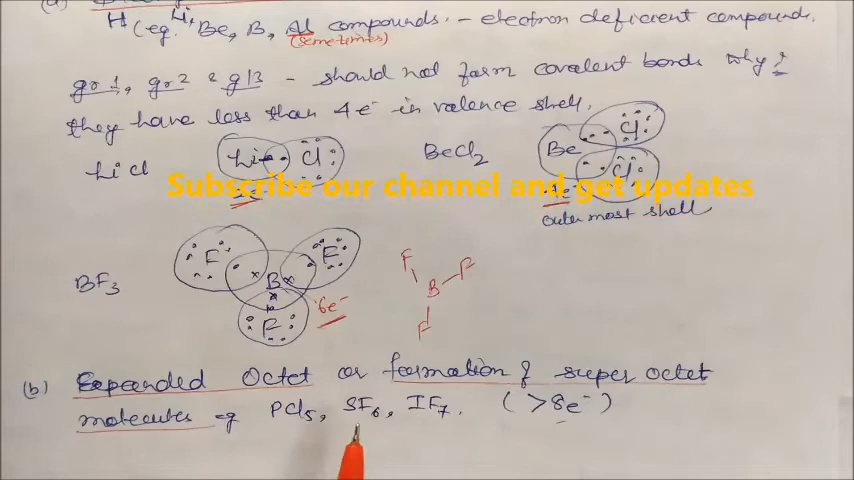 H (eg. Li, Be, B, Al compounds. - electron deficient compounds.
(sometimes)
gr 1, gr 2 & g 13 - should not form covalent bonds why?
they have less than 4e⁻ in valence shell.
LiCl Li Cl BeCl₂ Be Cl Cl
Subscribe our channel and get updates
outermost shell
BF₃ F B F F 6e⁻ F B F F
(b) Expanded Octet or formation of super octet
molecules eg PCl₅, SF₆, IF₇. (>8e⁻)